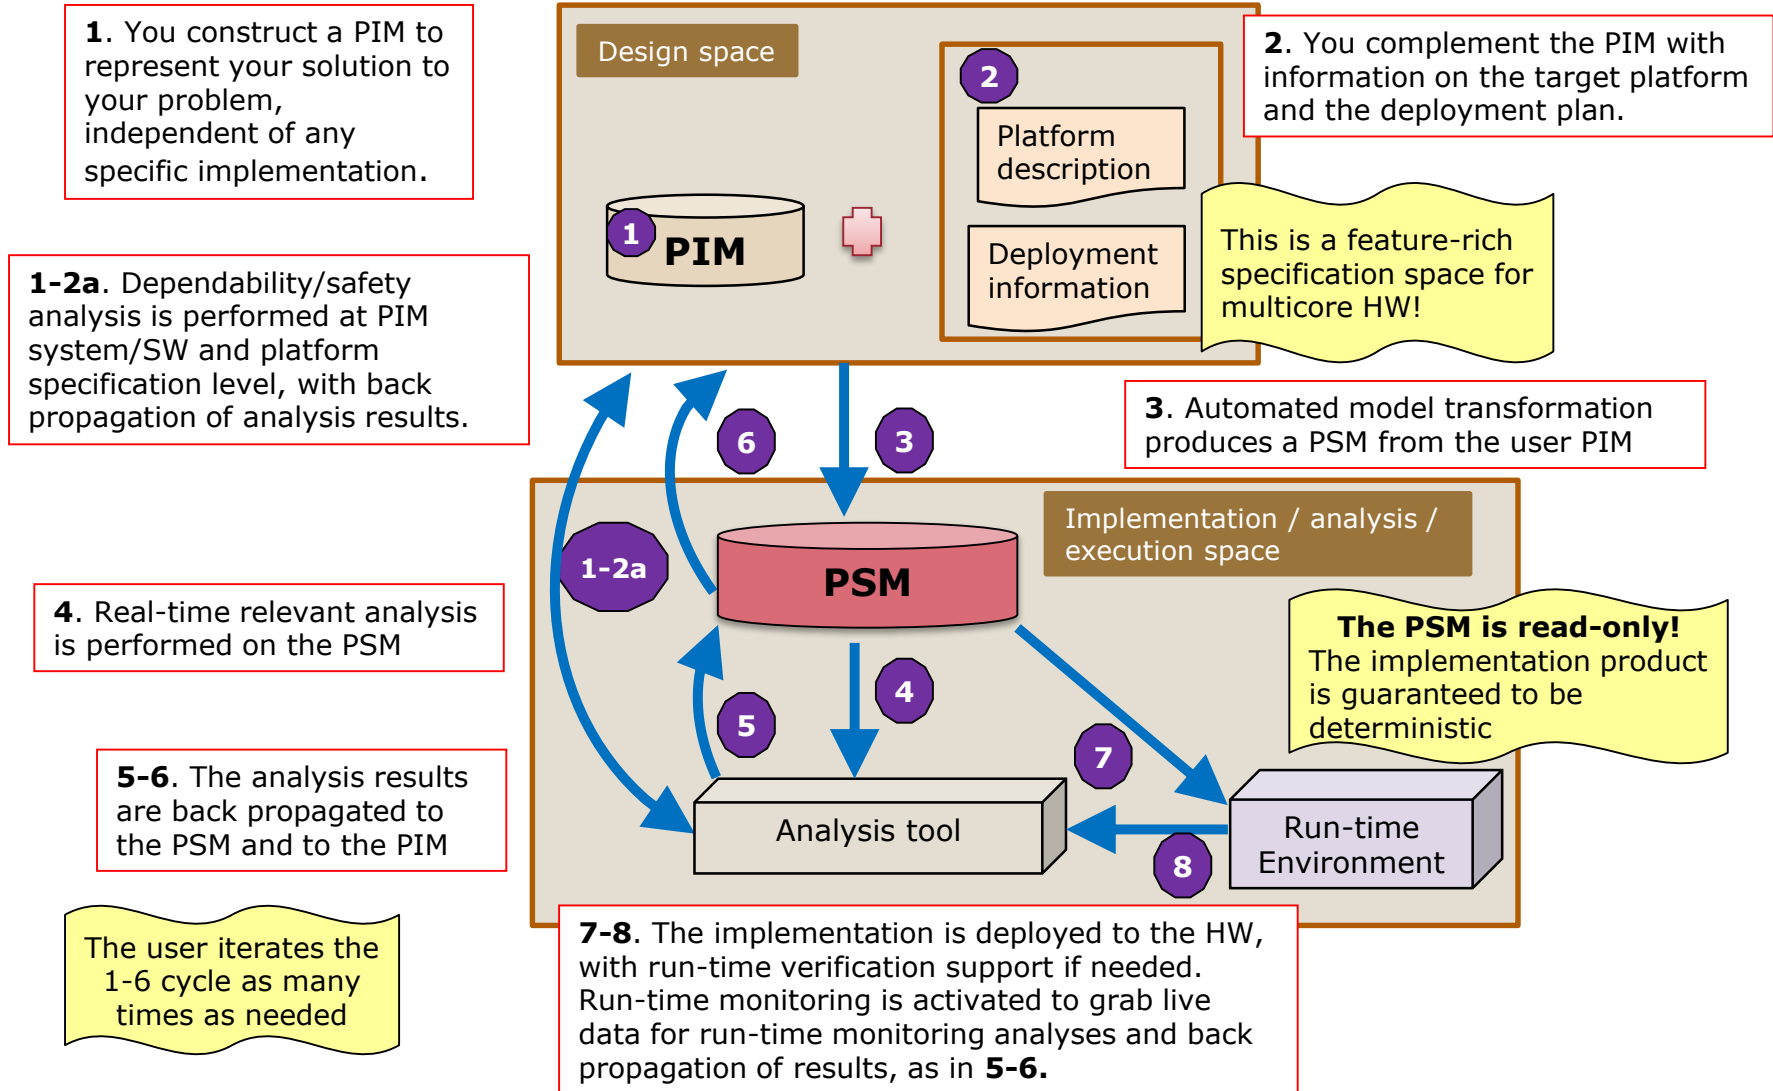 1. You construct a PIM to
represent your solution to
your problem,
independent of any
specific implementation.
Design space
2
Platform
description
Deployment
information
1
PIM
2. You complement the PIM with
information on the target platform
and the deployment plan.
This is a feature-rich
specification space for
multicore HW!
1-2a. Dependability/safety
analysis is performed at PIM
system/SW and platform
specification level, with back
propagation of analysis results.
6
3
3. Automated model transformation
produces a PSM from the user PIM
Implementation / analysis /
execution space
1-2a
PSM
4. Real-time relevant analysis
is performed on the PSM
The PSM is read-only!
The implementation product
is guaranteed to be
deterministic
4
5
7
5-6. The analysis results
are back propagated to
the PSM and to the PIM
Analysis tool
8
Run-time
Environment
The user iterates the
1-6 cycle as many
times as needed
7-8. The implementation is deployed to the HW,
with run-time verification support if needed.
Run-time monitoring is activated to grab live
data for run-time monitoring analyses and back
propagation of results, as in 5-6.